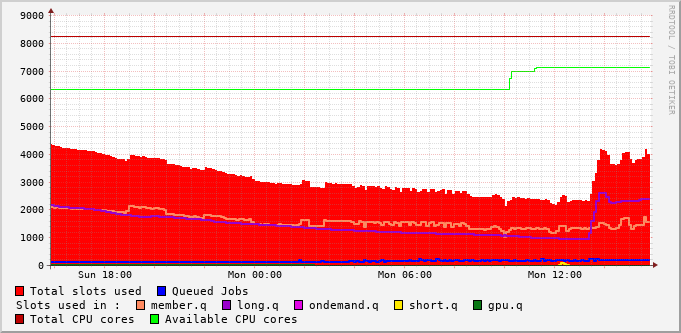 9000
8000
7000
6000
5000
4000
3000
2000
1000
0
Sun 18:00 Mon 00:00 Mon 06:00 Mon 12:00
RRDTOOL / TOBI OETIKER
Total slots used Queued Jobs
Slots used in : member.q long.q ondemand.q short.q gpu.q
Total CPU cores Available CPU cores